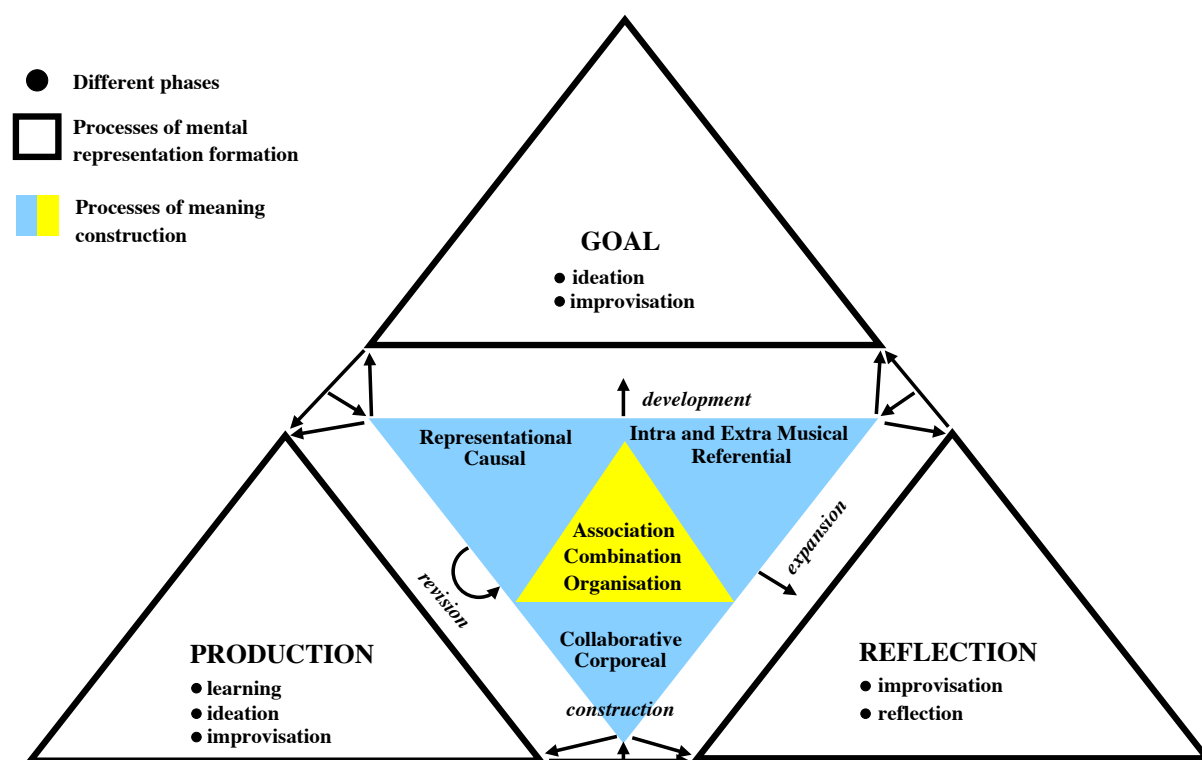 Different phases
Processes of mental
representation formation
Processes of meaning
construction
GOAL
● ideation
● improvisation
development
Representational
Causal
Intra and Extra Musical
Referential
Association
Combination
Organisation
revision
expansion
Collaborative
Corporeal
construction
PRODUCTION
● learning
● ideation
● improvisation
REFLECTION
● improvisation
● reflection